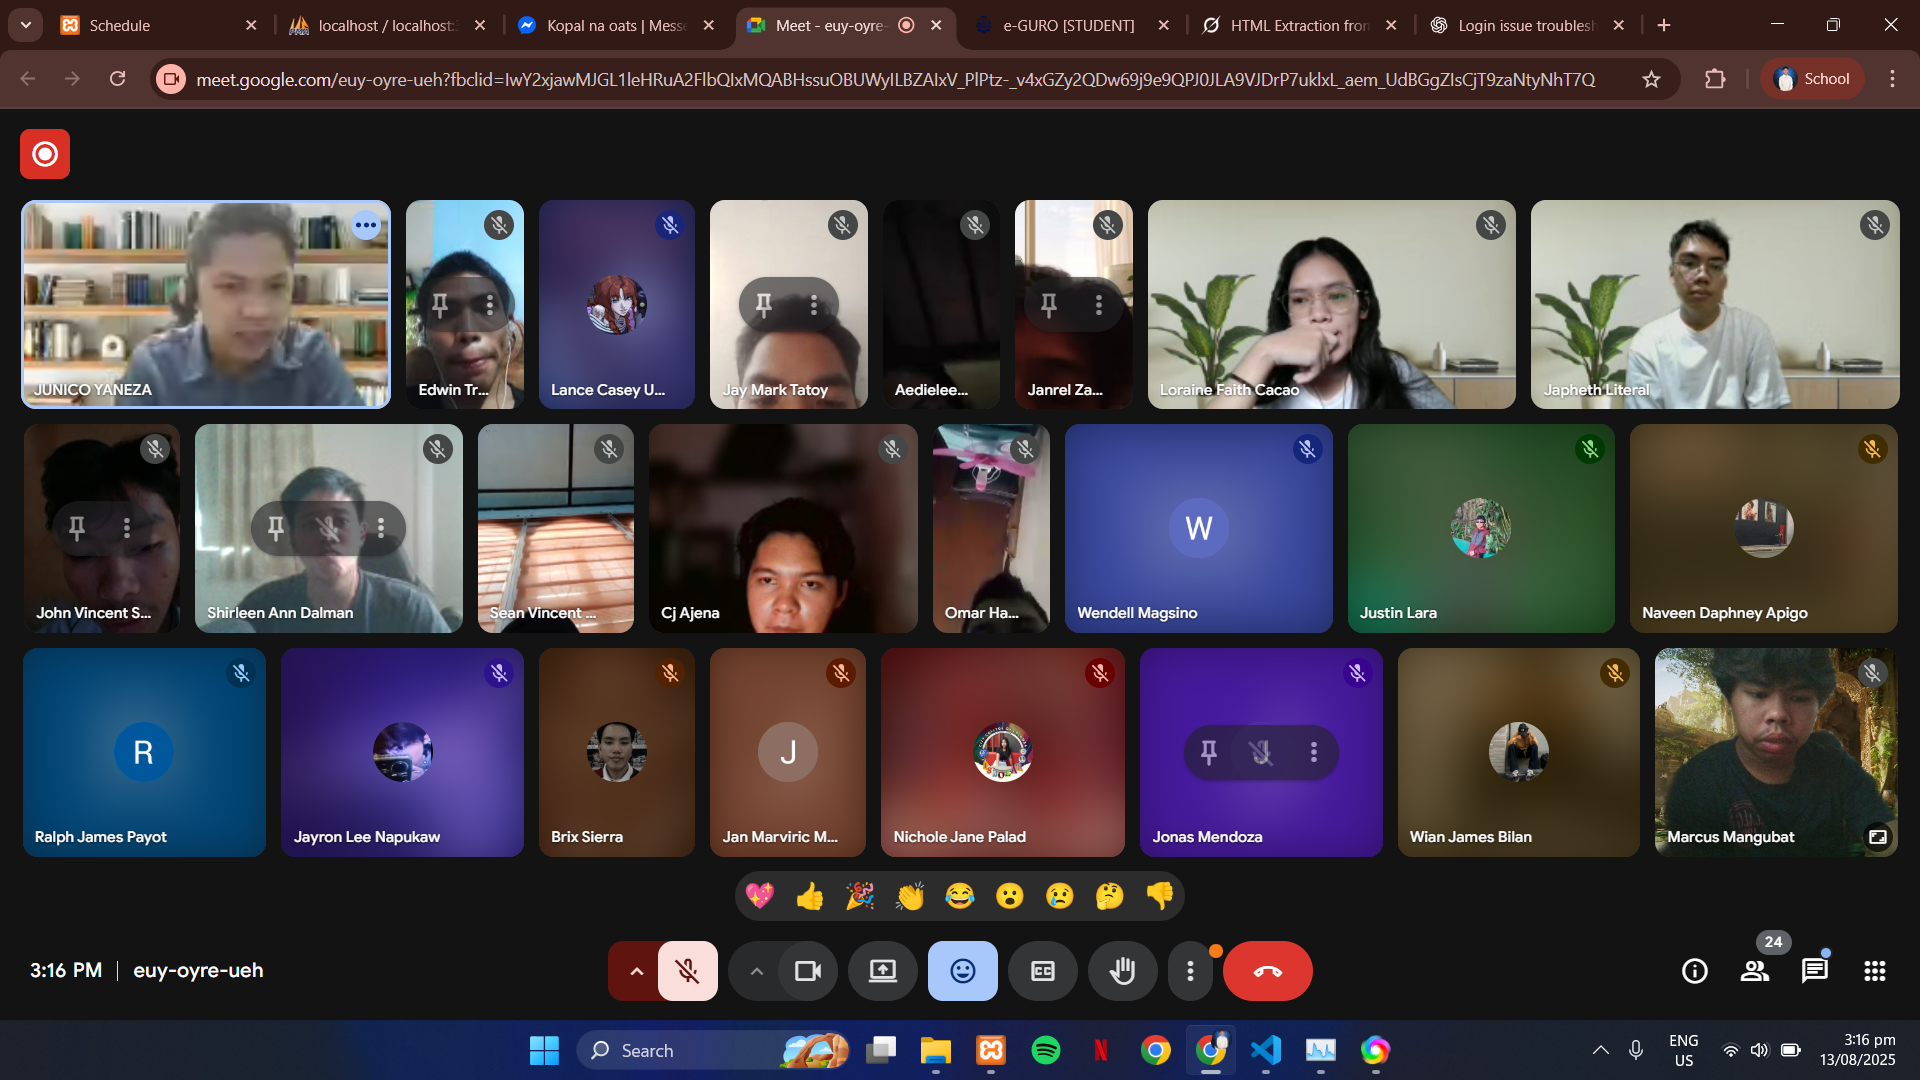 Schedule
localhost / localhost:
Kopal na oats | Messe
Meet - euy-oyre-
e-GURO [STUDENT]
HTML Extraction from
Login issue troublesh
meet.google.com/euy-oyre-ueh?fbclid=IwY2xjawMJGL1leHRuA2FlbQIxMQABHssuOBUWyILBZAIxV_PlPtz-_v4xGZy2QDw69j9e9QPJ0JLA9VJDrP7uklxL_aem_UdBGgZIsCjT9zaNtyNhT7Q
School
JUNICO YANEZA
Edwin Tr...
Lance Casey U...
Jay Mark Tatoy
Aedielee...
Janrel Za...
Loraine Faith Cacao
Japheth Literal
John Vincent S...
Shirleen Ann Dalman
Sean Vincent ...
Cj Ajena
Omar Ha...
W
Wendell Magsino
Justin Lara
Naveen Daphney Apigo
R
Ralph James Payot
Jayron Lee Napukaw
Brix Sierra
J
Jan Marviric M...
Nichole Jane Palad
J
Jonas Mendoza
Wian James Bilan
Marcus Mangubat
3:16 PM | euy-oyre-ueh
CC
24
Search
ENG
US
3:16 pm
13/08/2025